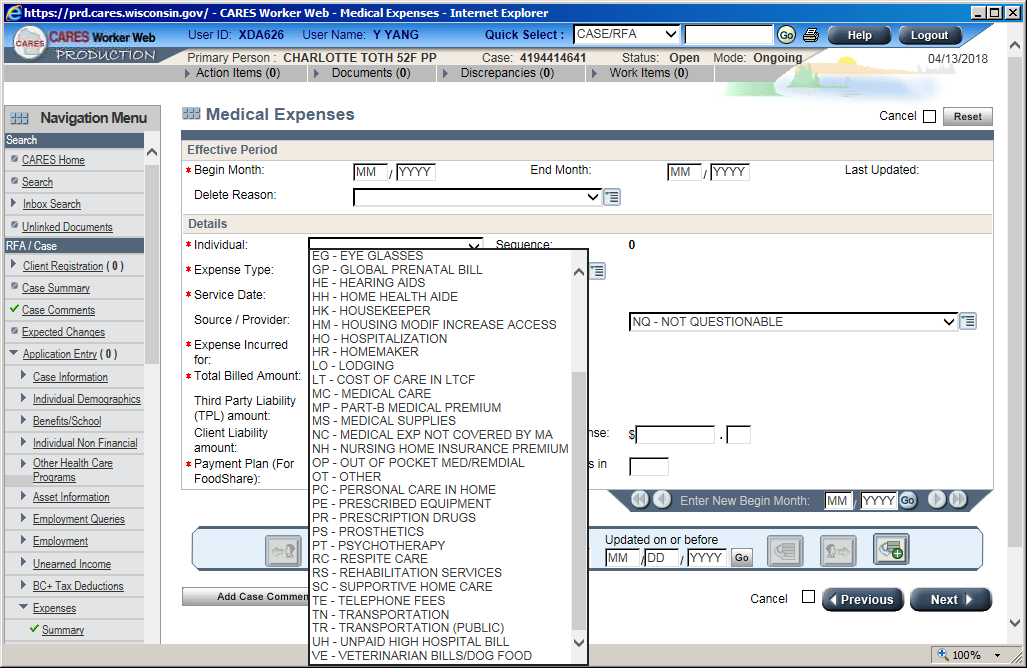 https://prd.cares.wisconsin.gov/ - CARES Worker Web - Medical Expenses - Internet Explorer
CARES
CARES Worker Web
PRODUCTION
User ID: XDA626 User Name: Y YANG Quick Select : CASE/RFA Go Help Logout
Primary Person : CHARLOTTE TOTH 52F PP Case: 4194414641 Status: Open Mode: Ongoing 04/13/2018
Action Items (0) Documents (0) Discrepancies (0) Work Items (0)
Navigation Menu
Search
CARES Home
Search
Inbox Search
Unlinked Documents
RFA / Case
Client Registration ( 0 )
Case Summary
Case Comments
Expected Changes
Application Entry ( 0 )
Case Information
Individual Demographics
Benefits/School
Individual Non Financial
Other Health Care
Programs
Asset Information
Employment Queries
Employment
Unearned Income
BC+ Tax Deductions
Expenses
Summary
Medical Expenses Cancel Reset
Effective Period
* Begin Month: MM / YYYY End Month: MM / YYYY Last Updated:
Delete Reason:
Details
* Individual: Sequence: 0
* Expense Type:
* Service Date:
Source / Provider: NQ - NOT QUESTIONABLE
* Expense Incurred
for:
* Total Billed Amount:
Third Party Liability
(TPL) amount:
Client Liability
amount: nse: $ .
* Payment Plan (For
FoodShare): s in
EG - EYE GLASSES
GP - GLOBAL PRENATAL BILL
HE - HEARING AIDS
HH - HOME HEALTH AIDE
HK - HOUSEKEEPER
HM - HOUSING MODIF INCREASE ACCESS
HO - HOSPITALIZATION
HR - HOMEMAKER
LO - LODGING
LT - COST OF CARE IN LTCF
MC - MEDICAL CARE
MP - PART-B MEDICAL PREMIUM
MS - MEDICAL SUPPLIES
NC - MEDICAL EXP NOT COVERED BY MA
NH - NURSING HOME INSURANCE PREMIUM
OP - OUT OF POCKET MED/REMDIAL
OT - OTHER
PC - PERSONAL CARE IN HOME
PE - PRESCRIBED EQUIPMENT
PR - PRESCRIPTION DRUGS
PS - PROSTHETICS
PT - PSYCHOTHERAPY
RC - RESPITE CARE
RS - REHABILITATION SERVICES
SC - SUPPORTIVE HOME CARE
TE - TELEPHONE FEES
TN - TRANSPORTATION
TR - TRANSPORTATION (PUBLIC)
UH - UNPAID HIGH HOSPITAL BILL
VE - VETERINARIAN BILLS/DOG FOOD
Enter New Begin Month: MM / YYYY Go
Updated on or before
MM / DD / YYYY Go
Add Case Commen Cancel Previous Next
100%